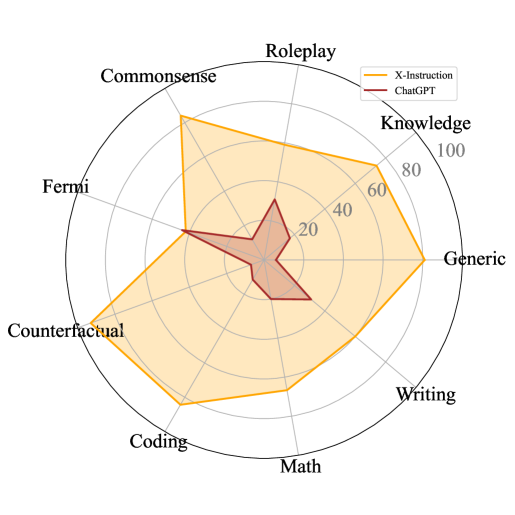 Roleplay
Commonsense
X-Instruction
ChatGPT
Knowledge
100
80
60
40
20
Fermi
Generic
Counterfactual
Writing
Coding
Math